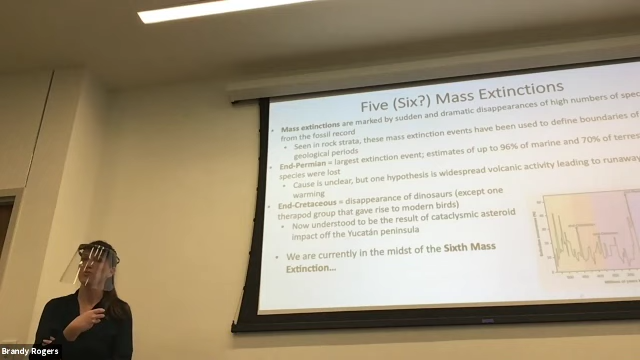 Five (Six?) Mass Extinctions
• Mass extinctions are marked by sudden and dramatic disappearances of high numbers of spec
from the fossil record
• Seen in rock strata, these mass extinction events have been used to define boundaries of
geological periods
• End-Permian = largest extinction event; estimates of up to 96% of marine and 70% of terres
species were lost
• Cause is unclear, but one hypothesis is widespread volcanic activity leading to runaway
warming
• End-Cretaceous = disappearance of dinosaurs (except one
therapod group that gave rise to modern birds)
• Now understood to be the result of cataclysmic asteroid
impact off the Yucatán peninsula
• We are currently in the midst of the Sixth Mass
Extinction...
Millions of years
Brandy Rogers